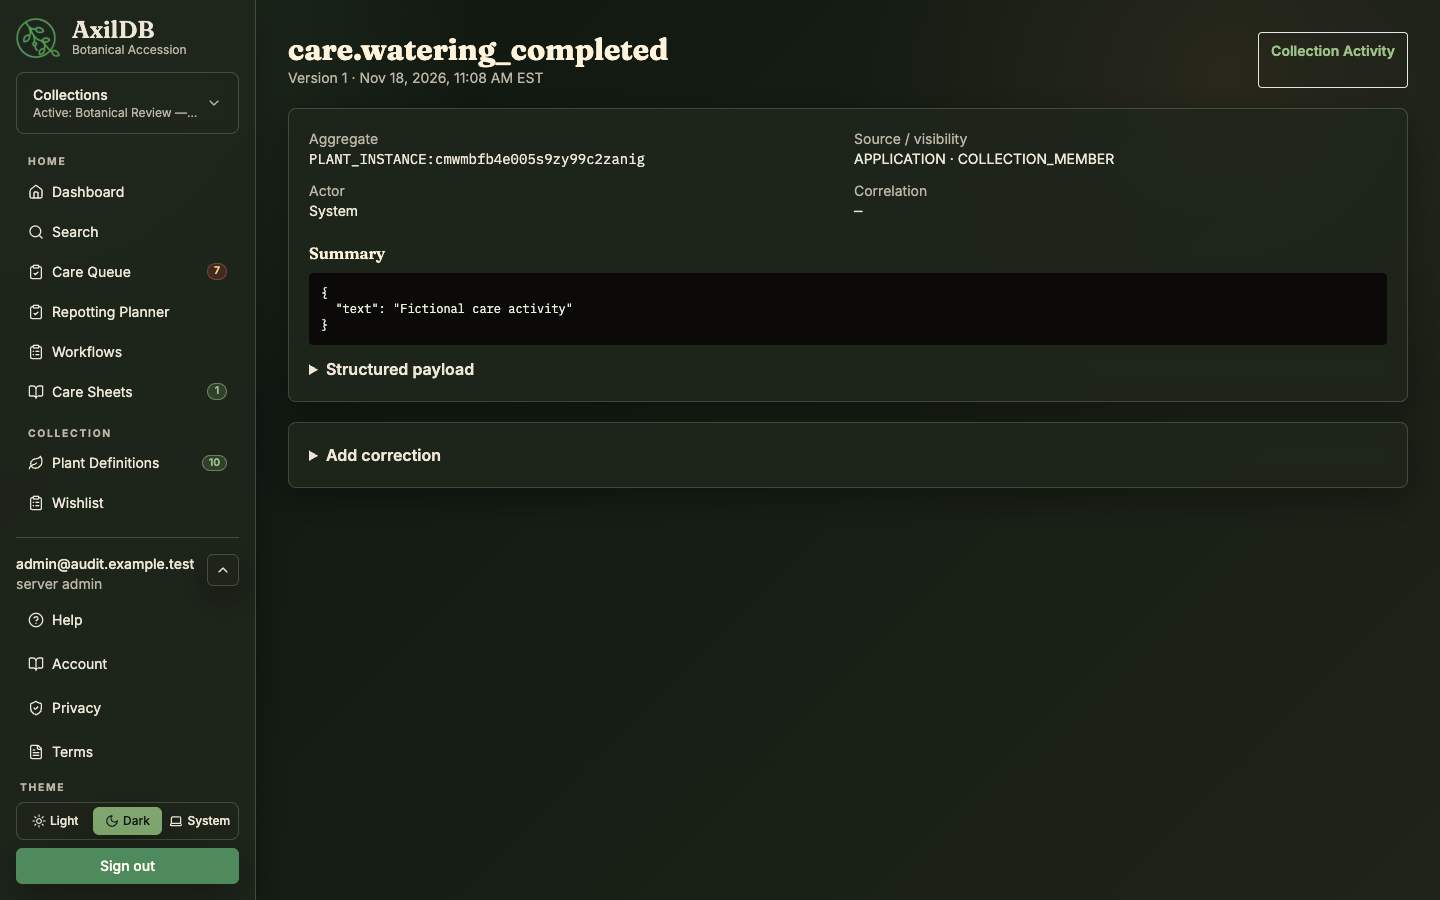 AxilDB
Botanical Accession
Collections
Active: Botanical Review —...
HOME
Dashboard
Search
Care Queue 7
Repotting Planner
Workflows
Care Sheets 1
COLLECTION
Plant Definitions 10
Wishlist
admin@audit.example.test
server admin
Help
Account
Privacy
Terms
THEME
Light Dark System
Sign out
care.watering_completed
Version 1 · Nov 18, 2026, 11:08 AM EST
Collection Activity
Aggregate
PLANT_INSTANCE:cmwmbfb4e005s9zy99c2zanig
Source / visibility
APPLICATION · COLLECTION_MEMBER
Actor
System
Correlation
—
Summary
{
  "text": "Fictional care activity"
}
Structured payload
Add correction